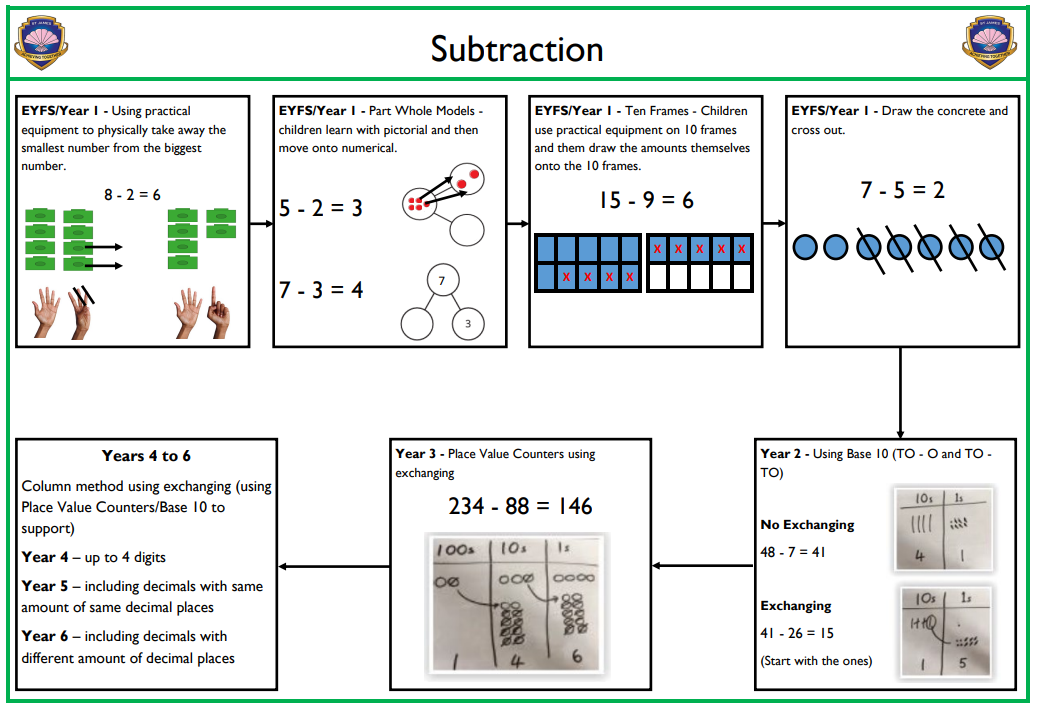 ST JAMES
ACHIEVING TOGETHER
Subtraction
ST JAMES
ACHIEVING TOGETHER
EYFS/Year 1 - Using practical
equipment to physically take away the
smallest number from the biggest
number.
8 - 2 = 6
EYFS/Year 1 - Part Whole Models -
children learn with pictorial and then
move onto numerical.
5 - 2 = 3
7 - 3 = 4
7
3
EYFS/Year 1 - Ten Frames - Children
use practical equipment on 10 frames
and them draw the amounts themselves
onto the 10 frames.
15 - 9 = 6
X X X X X
X X X X
EYFS/Year 1 - Draw the concrete and
cross out.
7 - 5 = 2
Year 2 - Using Base 10 (TO - O and TO -
TO)
No Exchanging
48 - 7 = 41
10s 1s
4 1
Exchanging
41 - 26 = 15
(Start with the ones)
10s 1s
1 5
Year 3 - Place Value Counters using
exchanging
234 - 88 = 146
100s 10s 1s
1 4 6
Years 4 to 6
Column method using exchanging (using
Place Value Counters/Base 10 to
support)
Year 4 – up to 4 digits
Year 5 – including decimals with same
amount of same decimal places
Year 6 – including decimals with
different amount of decimal places